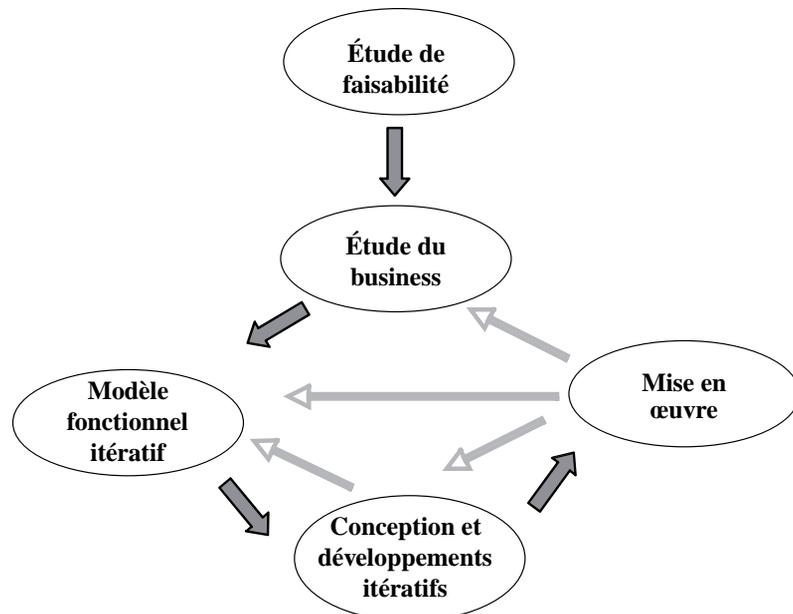 Étude de
faisabilité
Étude du
business
Modèle
fonctionnel
itératif
Mise en
œuvre
Conception et
développements
itératifs